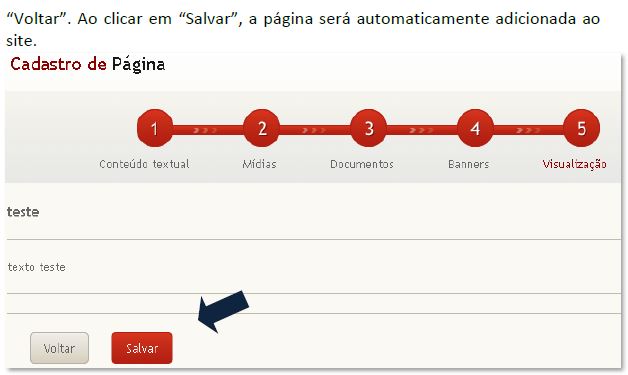 “Voltar”. Ao clicar em “Salvar”, a página será automaticamente adicionada ao
site.
Cadastro de Página
1 2 3 4 5
Conteúdo textual Mídias Documentos Banners Visualização
teste
texto teste
Voltar Salvar